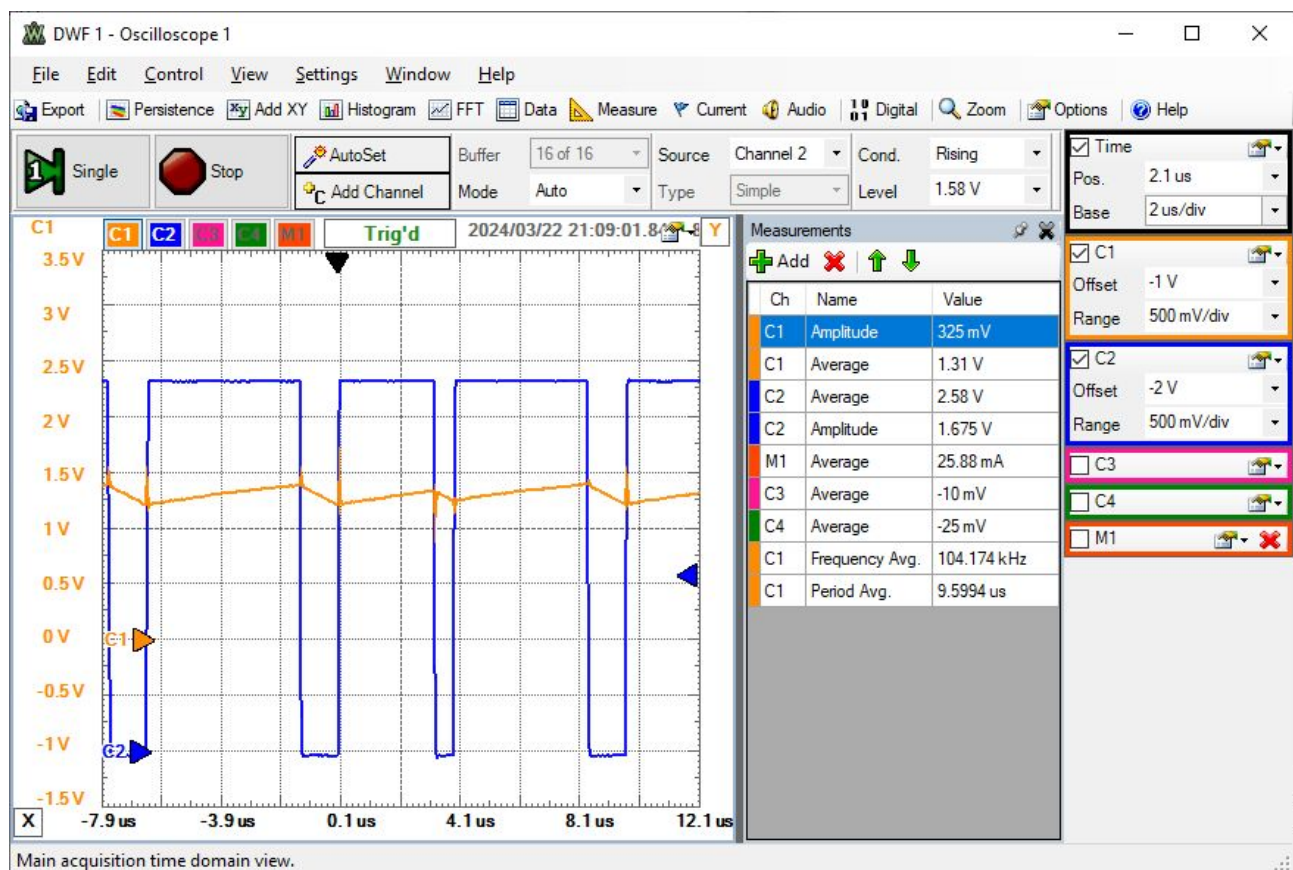 DWF 1 - Oscilloscope 1
File Edit Control View Settings Window Help
Export Persistence Add XY Histogram FFT Data Measure Current Audio Digital Zoom Options Help
Single Stop AutoSet Buffer 16 of 16 Source Channel 2 Cond. Rising
Add Channel Mode Auto Type Simple Level 1.58 V
Time
Pos. 2.1 us
Base 2 us/div
C1
Offset -1 V
Range 500 mV/div
C2
Offset -2 V
Range 500 mV/div
C3
C4
M1
C1 C1 C2 C3 C4 M1 Trig'd 2024/03/22 21:09:01.8 Y
3.5 V
3 V
2.5 V
2 V
1.5 V
1 V
0.5 V
0 V
-0.5 V
-1 V
-1.5 V
C1
C2
X -7.9 us -3.9 us 0.1 us 4.1 us 8.1 us 12.1 us
Measurements
Add
Ch Name Value
C1 Amplitude 325 mV
C1 Average 1.31 V
C2 Average 2.58 V
C2 Amplitude 1.675 V
M1 Average 25.88 mA
C3 Average -10 mV
C4 Average -25 mV
C1 Frequency Avg. 104.174 kHz
C1 Period Avg. 9.5994 us
Main acquisition time domain view.